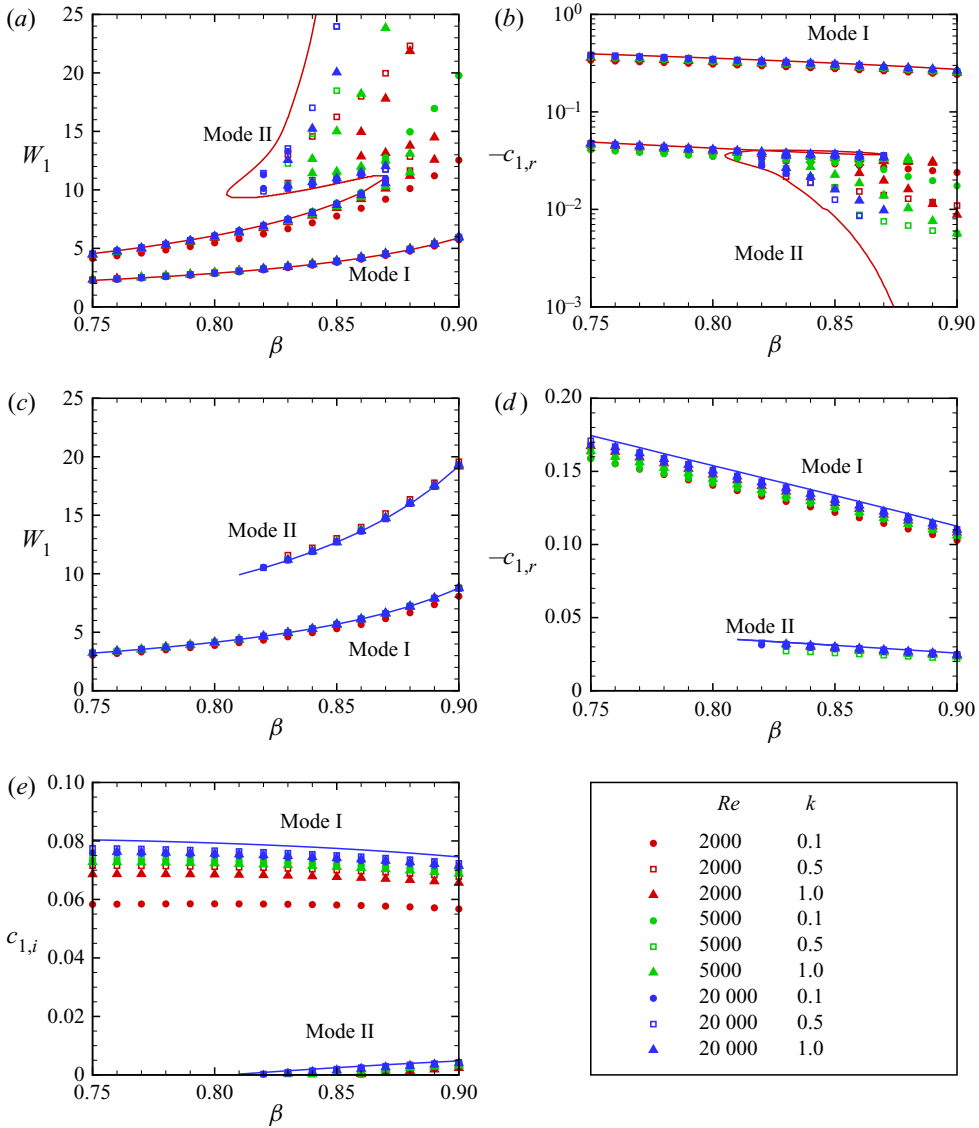 (a)
25
20
15
10
5
0
W1
Mode II
Mode I
0.75
0.80
0.85
0.90
β
(b)
10^0
10^−1
10^−2
10^−3
−c1,r
Mode I
Mode II
0.75
0.80
0.85
0.90
β
(c)
25
20
15
10
5
0
W1
Mode II
Mode I
0.75
0.80
0.85
0.90
β
(d)
0.20
0.15
0.10
0.05
0
−c1,r
Mode I
Mode II
0.75
0.80
0.85
0.90
β
(e)
0.10
0.08
0.06
0.04
0.02
0
c1,i
Mode I
Mode II
0.75
0.80
0.85
0.90
β
Re k
2000 0.1
2000 0.5
2000 1.0
5000 0.1
5000 0.5
5000 1.0
20 000 0.1
20 000 0.5
20 000 1.0